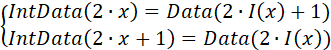 IntData(2 · x) = Data(2 · I(x) + 1)
IntData(2 · x + 1) = Data(2 · I(x))